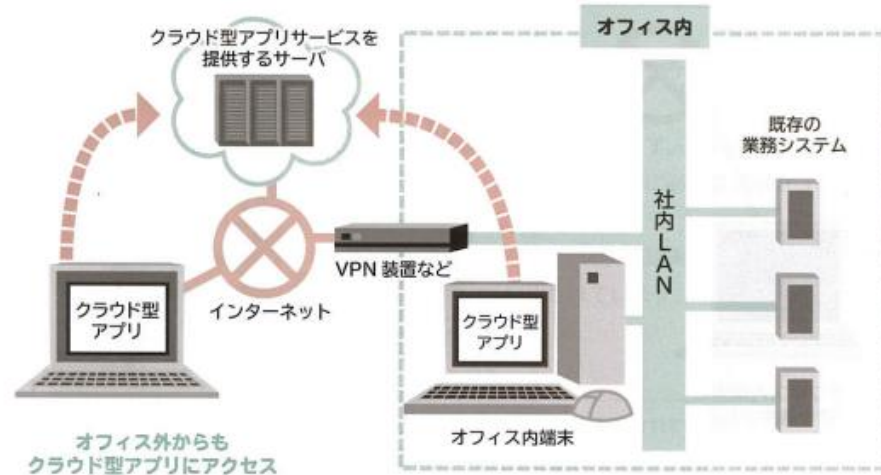 オフィス内
クラウド型アプリサービスを
提供するサーバ
既存の
業務システム
社内LAN
VPN 装置など
インターネット
クラウド型
アプリ
クラウド型
アプリ
オフィス内端末
オフィス外からも
クラウド型アプリにアクセス